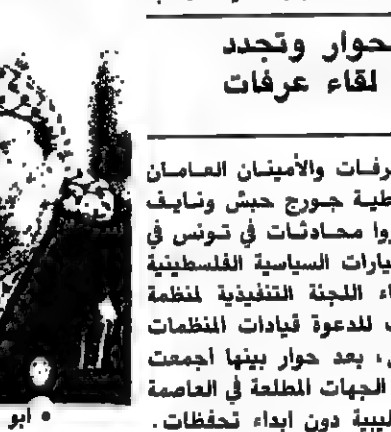 حوار وتجدد
لقاء عرفات
رفات والأمينان العامان
طية جورج حبش ونايف
روا محادثات في تونس في
يارات السياسية الفلسطينية
اء اللجنة التنفيذية لمنظمة
للدعوة قيادات المنظمات
، بعد حوار بينها اجمعت
الجهات المطلعة في العاصمة
ليبية دون ابداء تحفظات .
• ابو